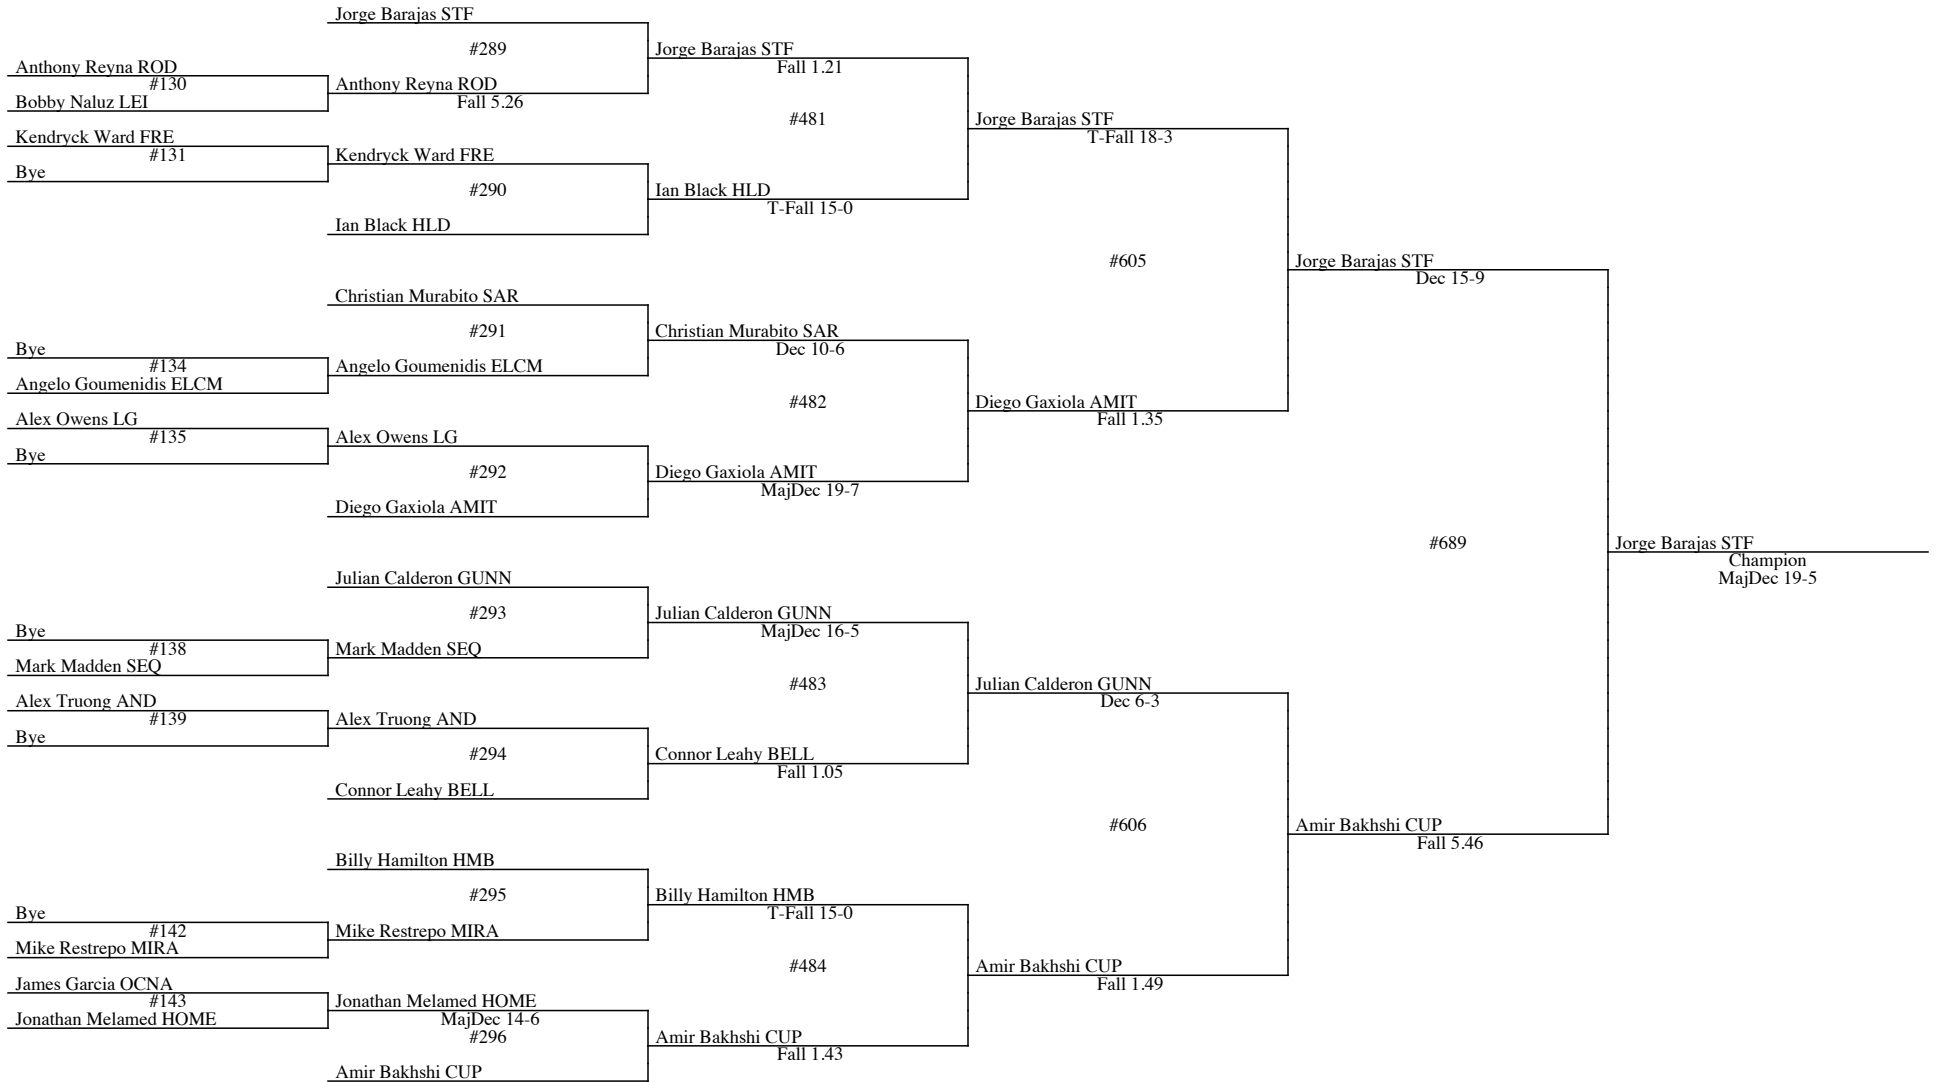 Jorge Barajas STF
#289
Jorge Barajas STF
Fall 1.21
Anthony Reyna ROD
#130
Bobby Naluz LEI
Anthony Reyna ROD
Fall 5.26
#481
Jorge Barajas STF
T-Fall 18-3
Kendryck Ward FRE
#131
Bye
Kendryck Ward FRE
#290
Ian Black HLD
T-Fall 15-0
Ian Black HLD
#605
Jorge Barajas STF
Dec 15-9
Christian Murabito SAR
#291
Christian Murabito SAR
Dec 10-6
Bye
#134
Angelo Goumenidis ELCM
Angelo Goumenidis ELCM
#482
Diego Gaxiola AMIT
Fall 1.35
Alex Owens LG
#135
Bye
Alex Owens LG
#292
Diego Gaxiola AMIT
MajDec 19-7
Diego Gaxiola AMIT
#689
Jorge Barajas STF
Champion
MajDec 19-5
Julian Calderon GUNN
#293
Julian Calderon GUNN
MajDec 16-5
Bye
#138
Mark Madden SEQ
Mark Madden SEQ
#483
Julian Calderon GUNN
Dec 6-3
Alex Truong AND
#139
Bye
Alex Truong AND
#294
Connor Leahy BELL
Fall 1.05
Connor Leahy BELL
#606
Amir Bakhshi CUP
Fall 5.46
Billy Hamilton HMB
#295
Billy Hamilton HMB
T-Fall 15-0
Bye
#142
Mike Restrepo MIRA
Mike Restrepo MIRA
#484
Amir Bakhshi CUP
Fall 1.49
James Garcia OCNA
#143
Jonathan Melamed HOME
Jonathan Melamed HOME
MajDec 14-6
#296
Amir Bakhshi CUP
Fall 1.43
Amir Bakhshi CUP